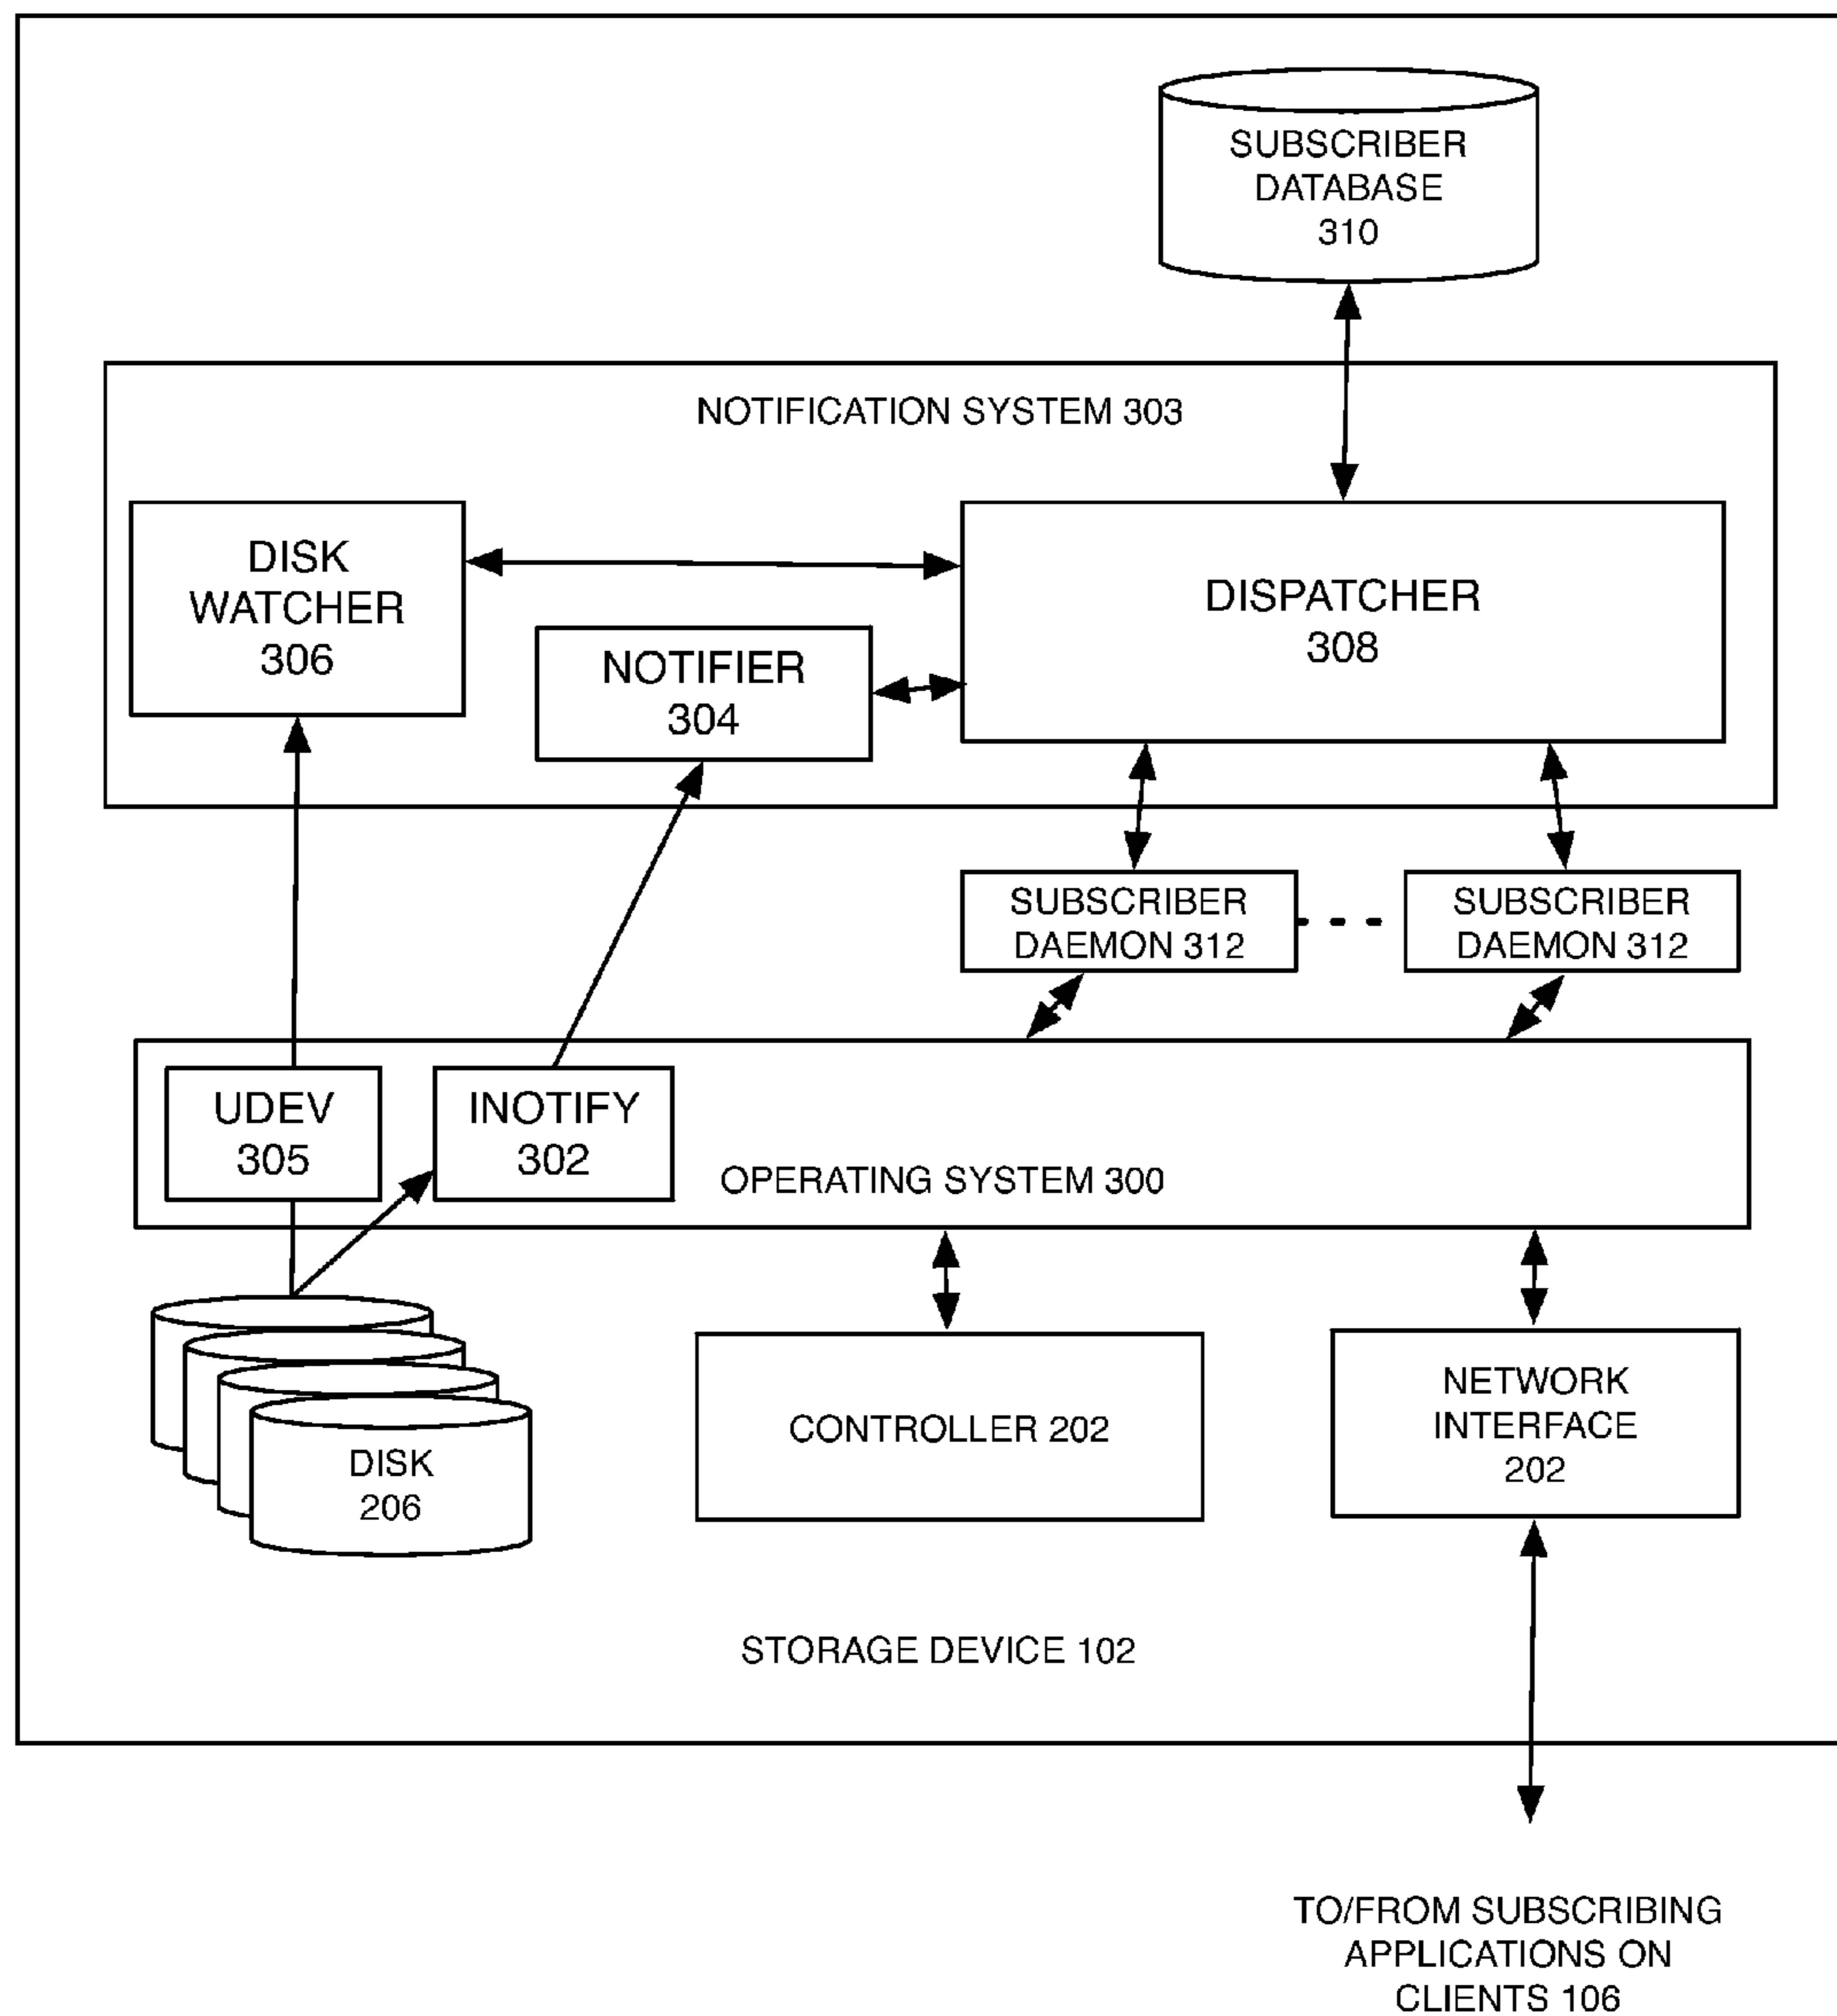 SUBSCRIBER
DATABASE
310
NOTIFICATION SYSTEM 303
DISK
WATCHER
306
NOTIFIER
304
DISPATCHER
308
SUBSCRIBER
DAEMON 312
SUBSCRIBER
DAEMON 312
UDEV
305
INOTIFY
302
OPERATING SYSTEM 300
DISK
206
CONTROLLER 202
NETWORK
INTERFACE
202
STORAGE DEVICE 102
TO/FROM SUBSCRIBING
APPLICATIONS ON
CLIENTS 106